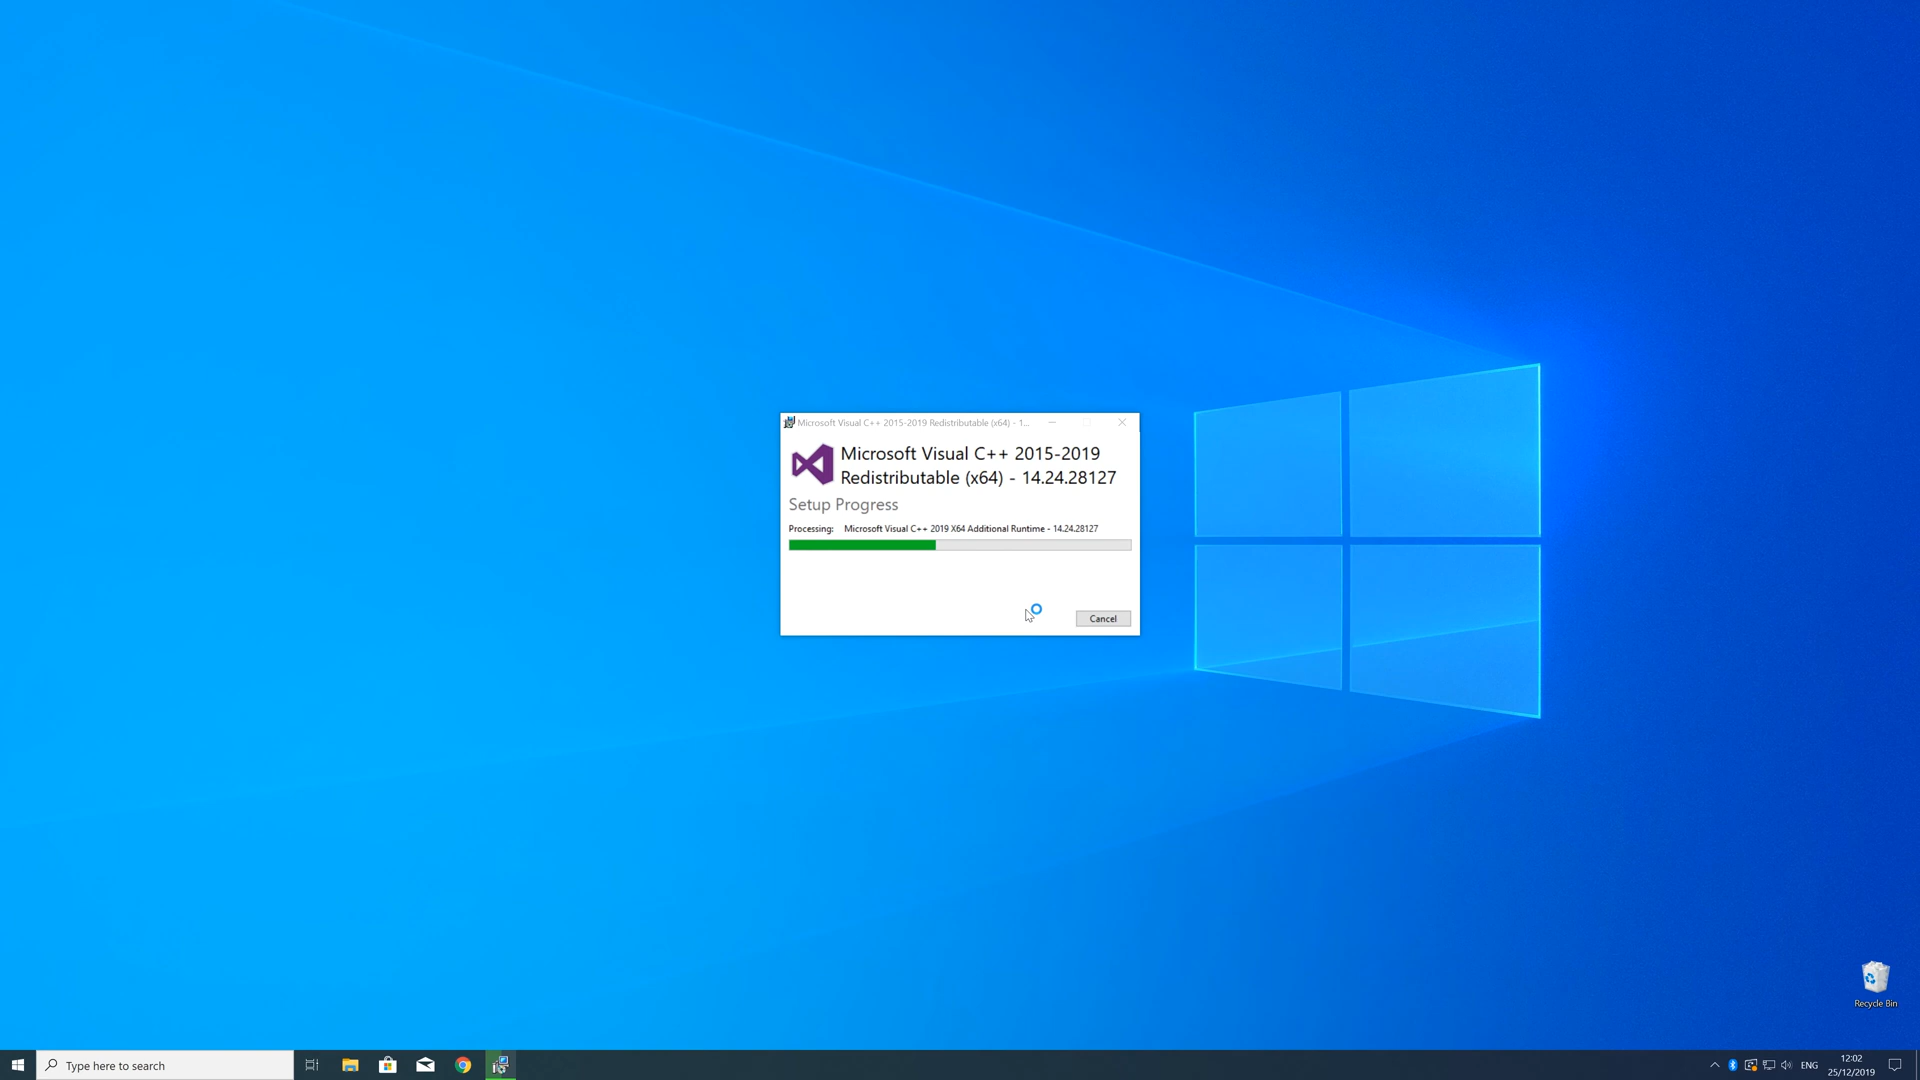 Microsoft Visual C++ 2015-2019 Redistributable (x64) - 1...
Microsoft Visual C++ 2015-2019
Redistributable (x64) - 14.24.28127
Setup Progress
Processing: Microsoft Visual C++ 2019 X64 Additional Runtime - 14.24.28127
Cancel
Recycle Bin
Type here to search
ENG
12:02
25/12/2019